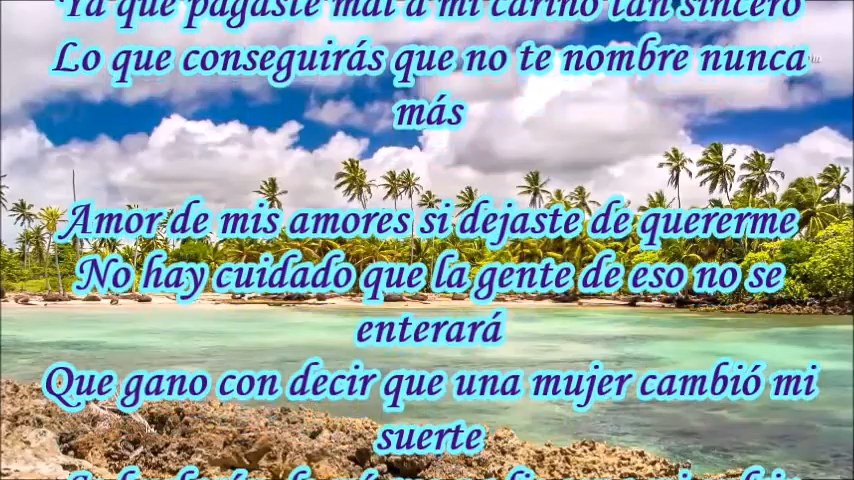 Ya que pagaste mal a mi cariño tan sincero
Lo que conseguirás que no te nombre nunca
más
Amor de mis amores si dejaste de quererme
No hay cuidado que la gente de eso no se
enterará
Que gano con decir que una mujer cambió mi
suerte